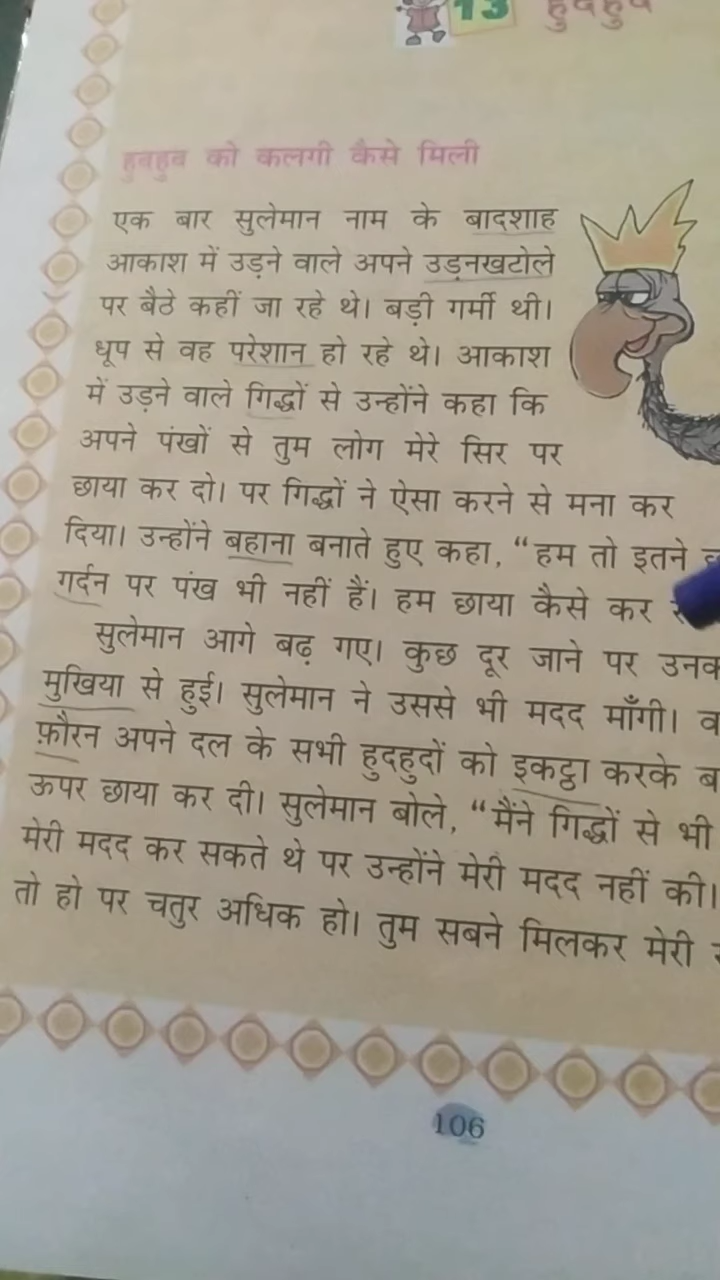 13 हुदहुद
हुदहुद को कलगी कैसे मिली
एक बार सुलेमान नाम के बादशाह
आकाश में उड़ने वाले अपने उड़नखटोले
पर बैठे कहीं जा रहे थे। बड़ी गर्मी थी।
धूप से वह परेशान हो रहे थे। आकाश
में उड़ने वाले गिद्धों से उन्होंने कहा कि
अपने पंखों से तुम लोग मेरे सिर पर
छाया कर दो। पर गिद्धों ने ऐसा करने से मना कर
दिया। उन्होंने बहाना बनाते हुए कहा, “हम तो इतने
गर्दन पर पंख भी नहीं हैं। हम छाया कैसे कर
सुलेमान आगे बढ़ गए। कुछ दूर जाने पर उनक
मुखिया से हुई। सुलेमान ने उससे भी मदद माँगी। व
फ़ौरन अपने दल के सभी हुदहुदों को इकट्ठा करके ब
ऊपर छाया कर दी। सुलेमान बोले, “मैंने गिद्धों से भी
मेरी मदद कर सकते थे पर उन्होंने मेरी मदद नहीं की।
तो हो पर चतुर अधिक हो। तुम सबने मिलकर मेरी
106